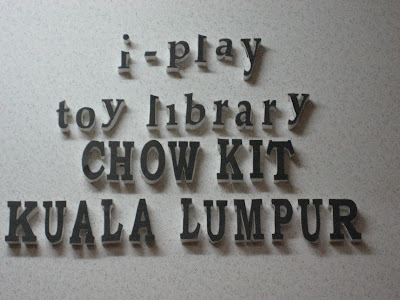 i-play
toy library
CHOW KIT
KUALA LUMPUR